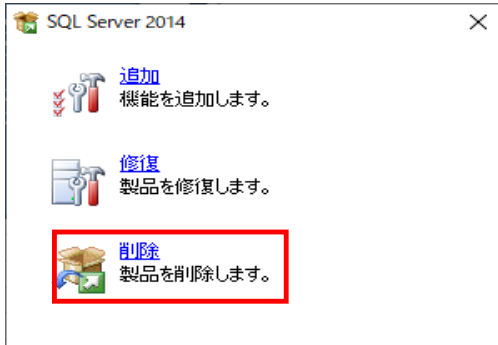 SQL Server 2014
追加
機能を追加します。
修復
製品を修復します。
削除
製品を削除します。